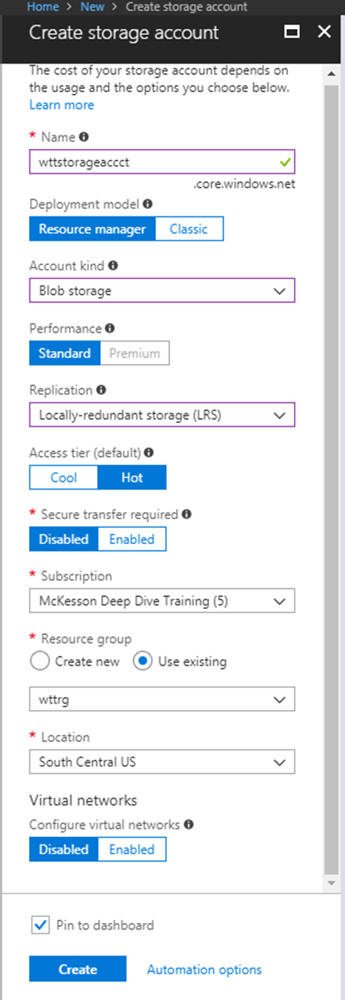 Home > New > Create storage account
Create storage account
The cost of your storage account depends on
the usage and the options you choose below.
Learn more
* Name
wttstorageaccct
.core.windows.net
Deployment model
Resource manager Classic
Account kind
Blob storage
Performance
Standard Premium
Replication
Locally-redundant storage (LRS)
Access tier (default)
Cool Hot
* Secure transfer required
Disabled Enabled
* Subscription
McKesson Deep Dive Training (5)
* Resource group
Create new Use existing
wttrg
* Location
South Central US
Virtual networks
Configure virtual networks
Disabled Enabled
Pin to dashboard
Create Automation options